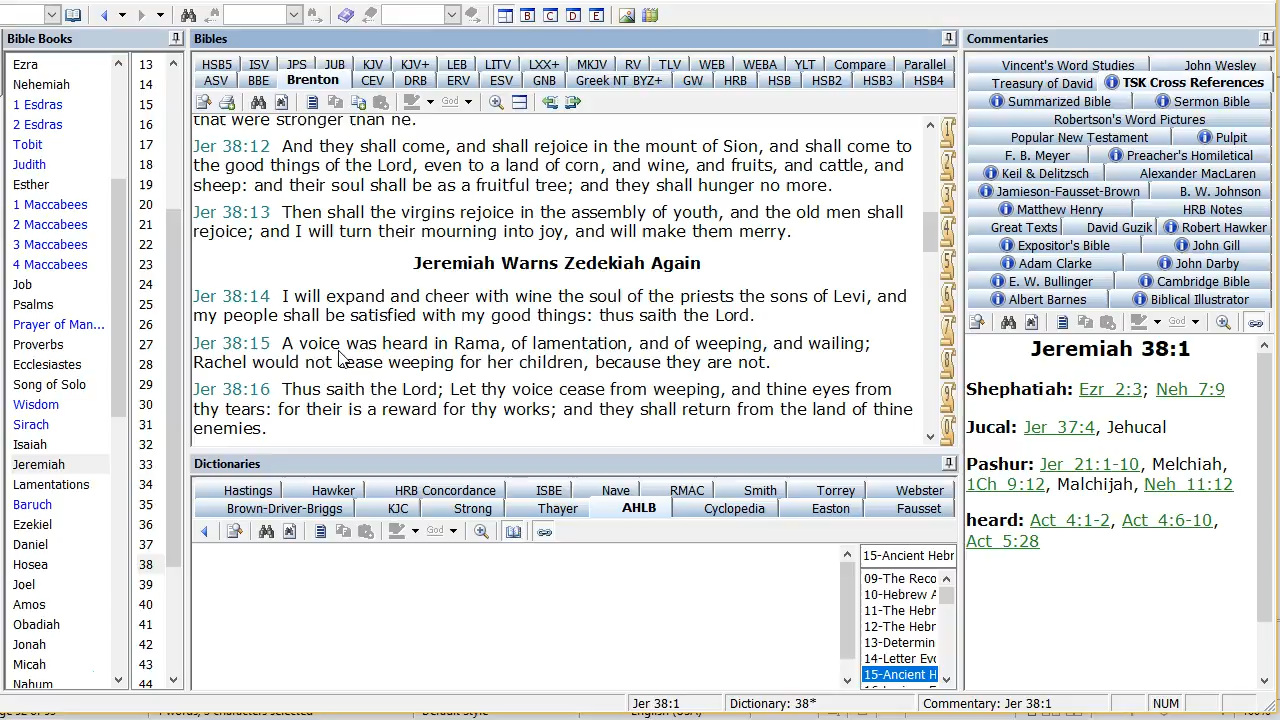 B C D E
Bible Books
Ezra
Nehemiah
1 Esdras
2 Esdras
Tobit
Judith
Esther
1 Maccabees
2 Maccabees
3 Maccabees
4 Maccabees
Job
Psalms
Prayer of Man...
Proverbs
Ecclesiastes
Song of Solo
Wisdom
Sirach
Isaiah
Jeremiah
Lamentations
Baruch
Ezekiel
Daniel
Hosea
Joel
Amos
Obadiah
Jonah
Micah
Nahum
13
14
15
16
17
18
19
20
21
22
23
24
25
26
27
28
29
30
31
32
33
34
35
36
37
38
39
40
41
42
43
44
Bibles
HSB5 ISV JPS JUB KJV KJV+ LEB LITV LXX+ MKJV RV TLV WEB WEBA YLT Compare Parallel
ASV BBE Brenton CEV DRB ERV ESV GNB Greek NT BYZ+ GW HRB HSB HSB2 HSB3 HSB4
God
that were stronger than he.
Jer 38:12 And they shall come, and shall rejoice in the mount of Sion, and shall come to
the good things of the Lord, even to a land of corn, and wine, and fruits, and cattle, and
sheep: and their soul shall be as a fruitful tree; and they shall hunger no more.
Jer 38:13 Then shall the virgins rejoice in the assembly of youth, and the old men shall
rejoice; and I will turn their mourning into joy, and will make them merry.
Jeremiah Warns Zedekiah Again
Jer 38:14 I will expand and cheer with wine the soul of the priests the sons of Levi, and
my people shall be satisfied with my good things: thus saith the Lord.
Jer 38:15 A voice was heard in Rama, of lamentation, and of weeping, and wailing;
Rachel would not cease weeping for her children, because they are not.
Jer 38:16 Thus saith the Lord; Let thy voice cease from weeping, and thine eyes from
thy tears: for their is a reward for thy works; and they shall return from the land of thine
enemies.
Dictionaries
Hastings Hawker HRB Concordance ISBE Nave RMAC Smith Torrey Webster
Brown-Driver-Briggs KJC Strong Thayer AHLB Cyclopedia Easton Fausset
God
15-Ancient Hebr
09-The Reco
10-Hebrew A
11-The Hebr
12-The Hebr
13-Determin
14-Letter Evo
15-Ancient H
Commentaries
Vincent's Word Studies John Wesley
Treasury of David TSK Cross References
Summarized Bible Sermon Bible
Robertson's Word Pictures
Popular New Testament Pulpit
F. B. Meyer Preacher's Homiletical
Keil & Delitzsch Alexander MacLaren
Jamieson-Fausset-Brown B. W. Johnson
Matthew Henry HRB Notes
Great Texts David Guzik Robert Hawker
Expositor's Bible John Gill
Adam Clarke John Darby
E. W. Bullinger Cambridge Bible
Albert Barnes Biblical Illustrator
God
Jeremiah 38:1
Shephatiah: Ezr 2:3; Neh 7:9
Jucal: Jer 37:4, Jehucal
Pashur: Jer 21:1-10, Melchiah,
1Ch 9:12, Malchijah, Neh 11:12
heard: Act 4:1-2, Act 4:6-10,
Act 5:28
Jer 38:1 Dictionary: 38* Commentary: Jer 38:1 NUM